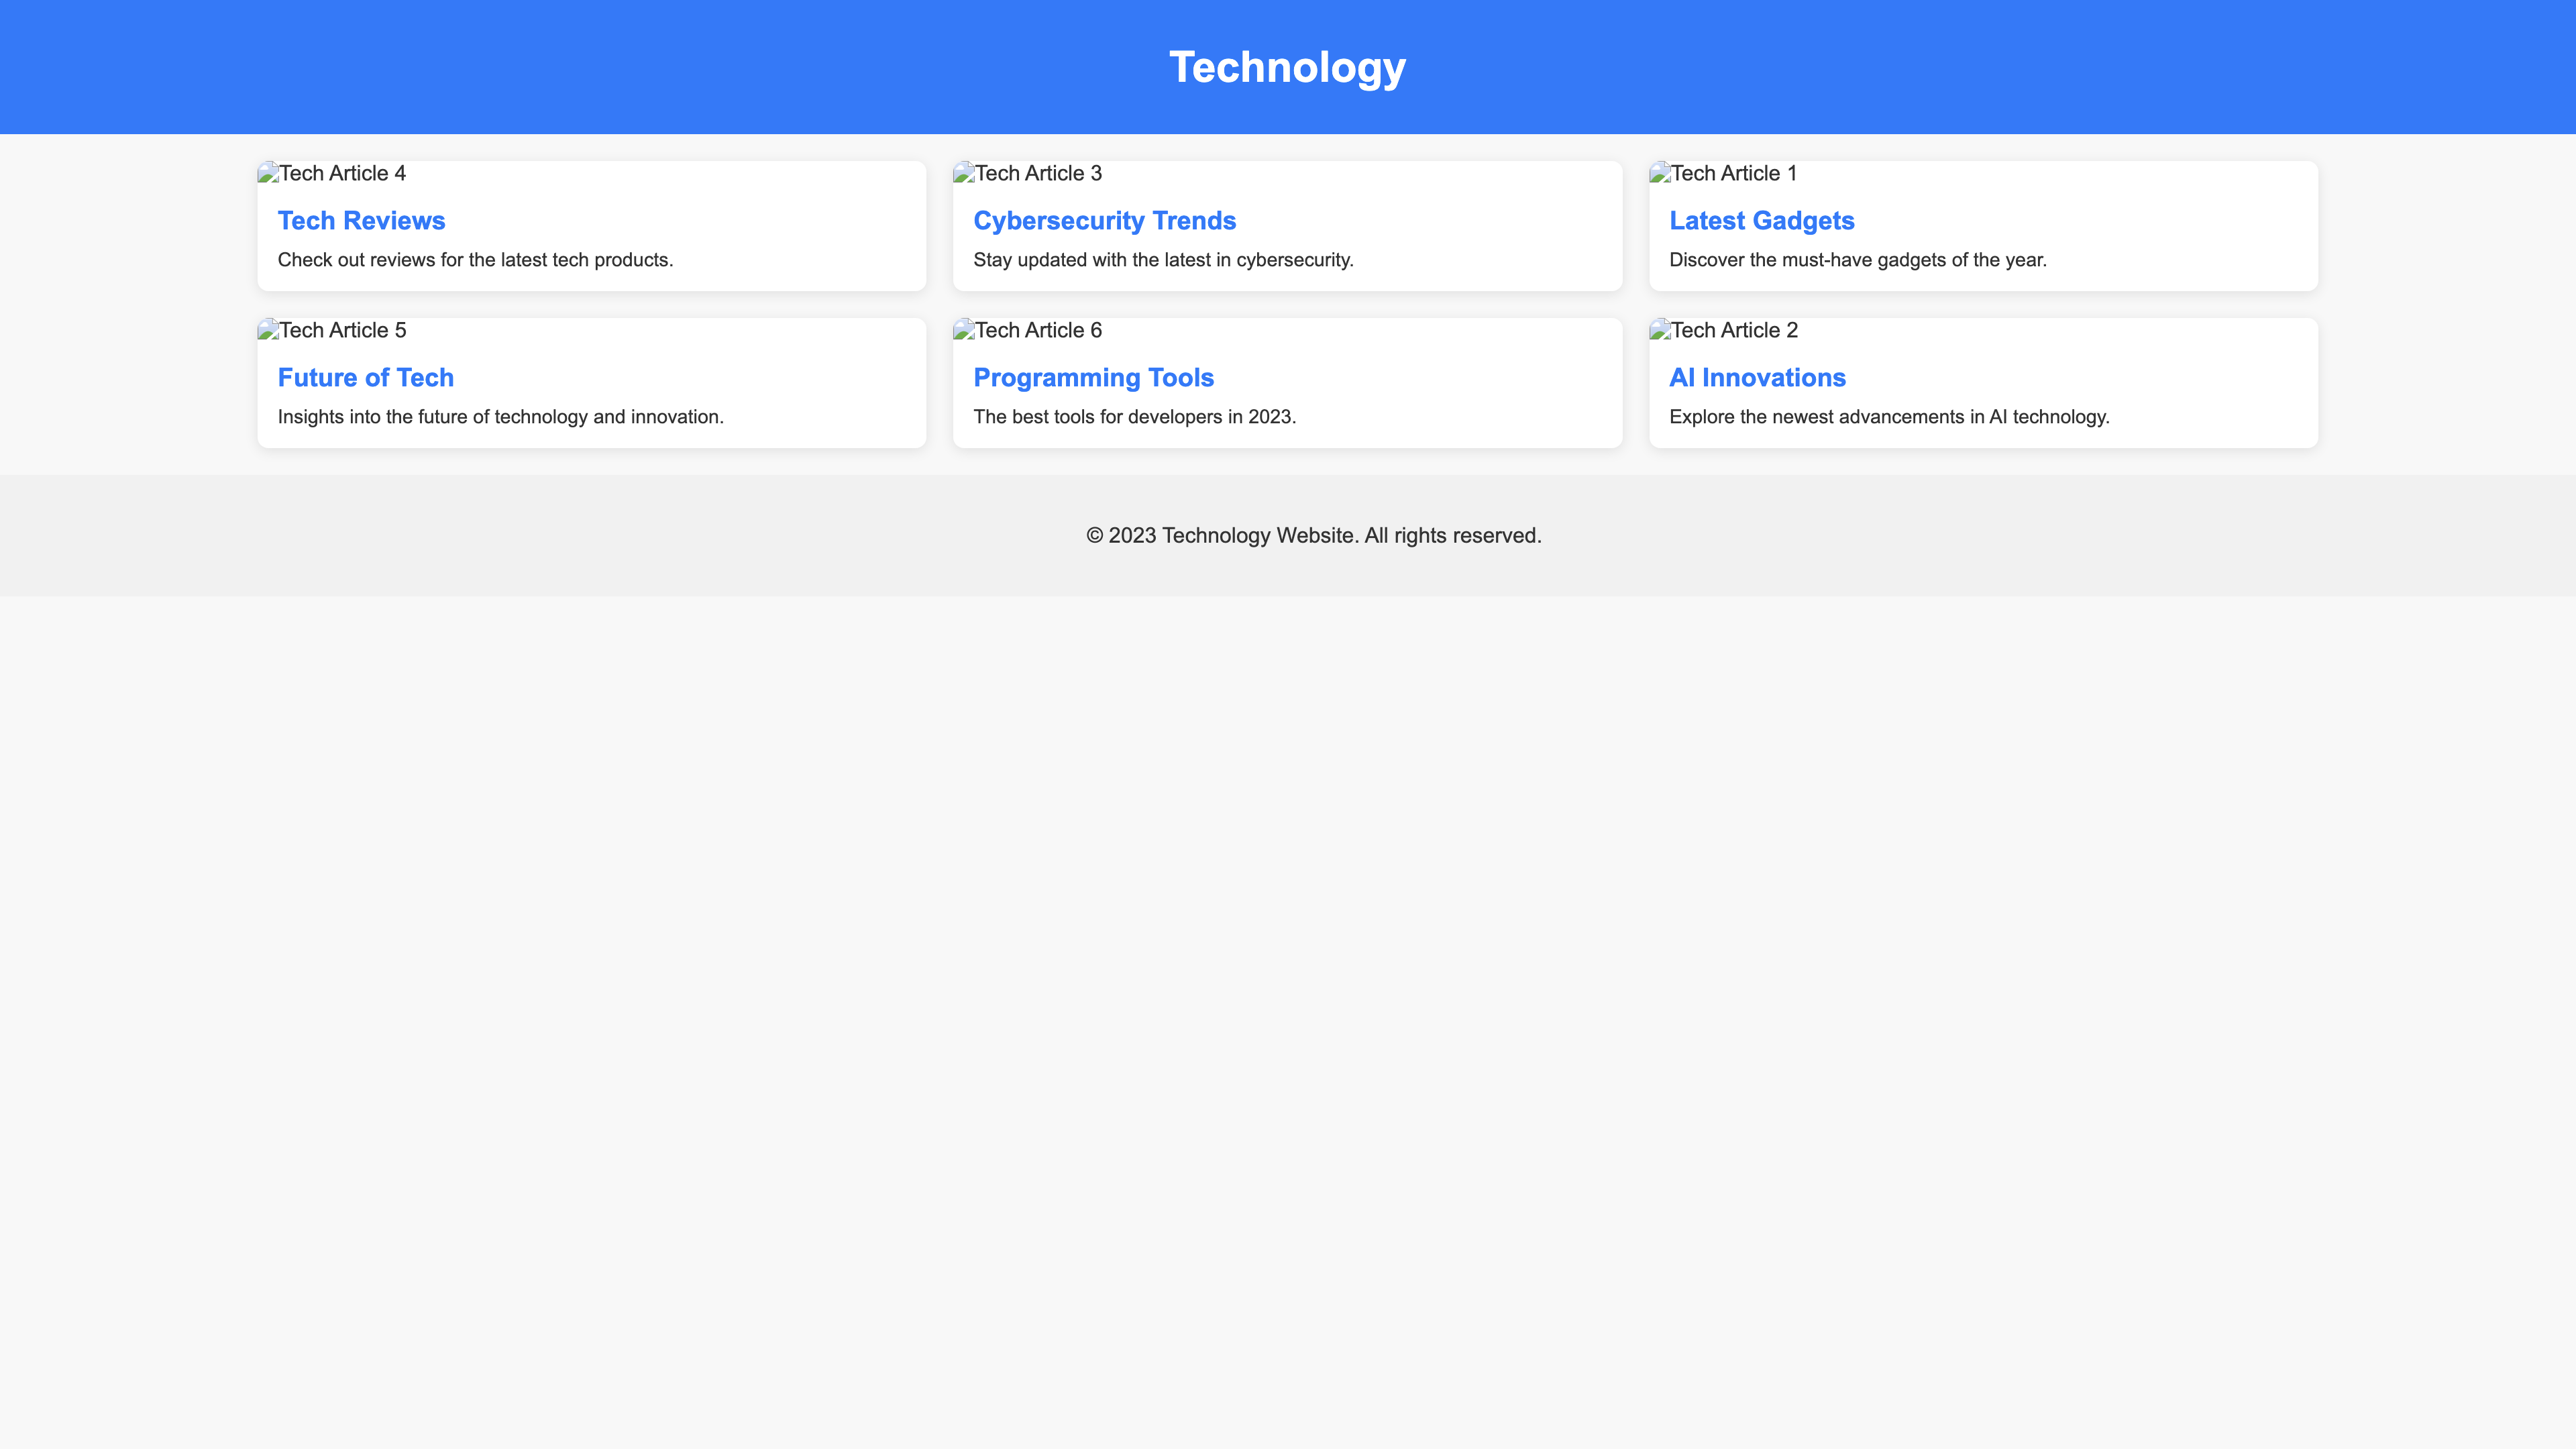 Technology
Tech Article 4
Tech Reviews
Check out reviews for the latest tech products.
Tech Article 3
Cybersecurity Trends
Stay updated with the latest in cybersecurity.
Tech Article 1
Latest Gadgets
Discover the must-have gadgets of the year.
Tech Article 5
Future of Tech
Insights into the future of technology and innovation.
Tech Article 6
Programming Tools
The best tools for developers in 2023.
Tech Article 2
AI Innovations
Explore the newest advancements in AI technology.
© 2023 Technology Website. All rights reserved.